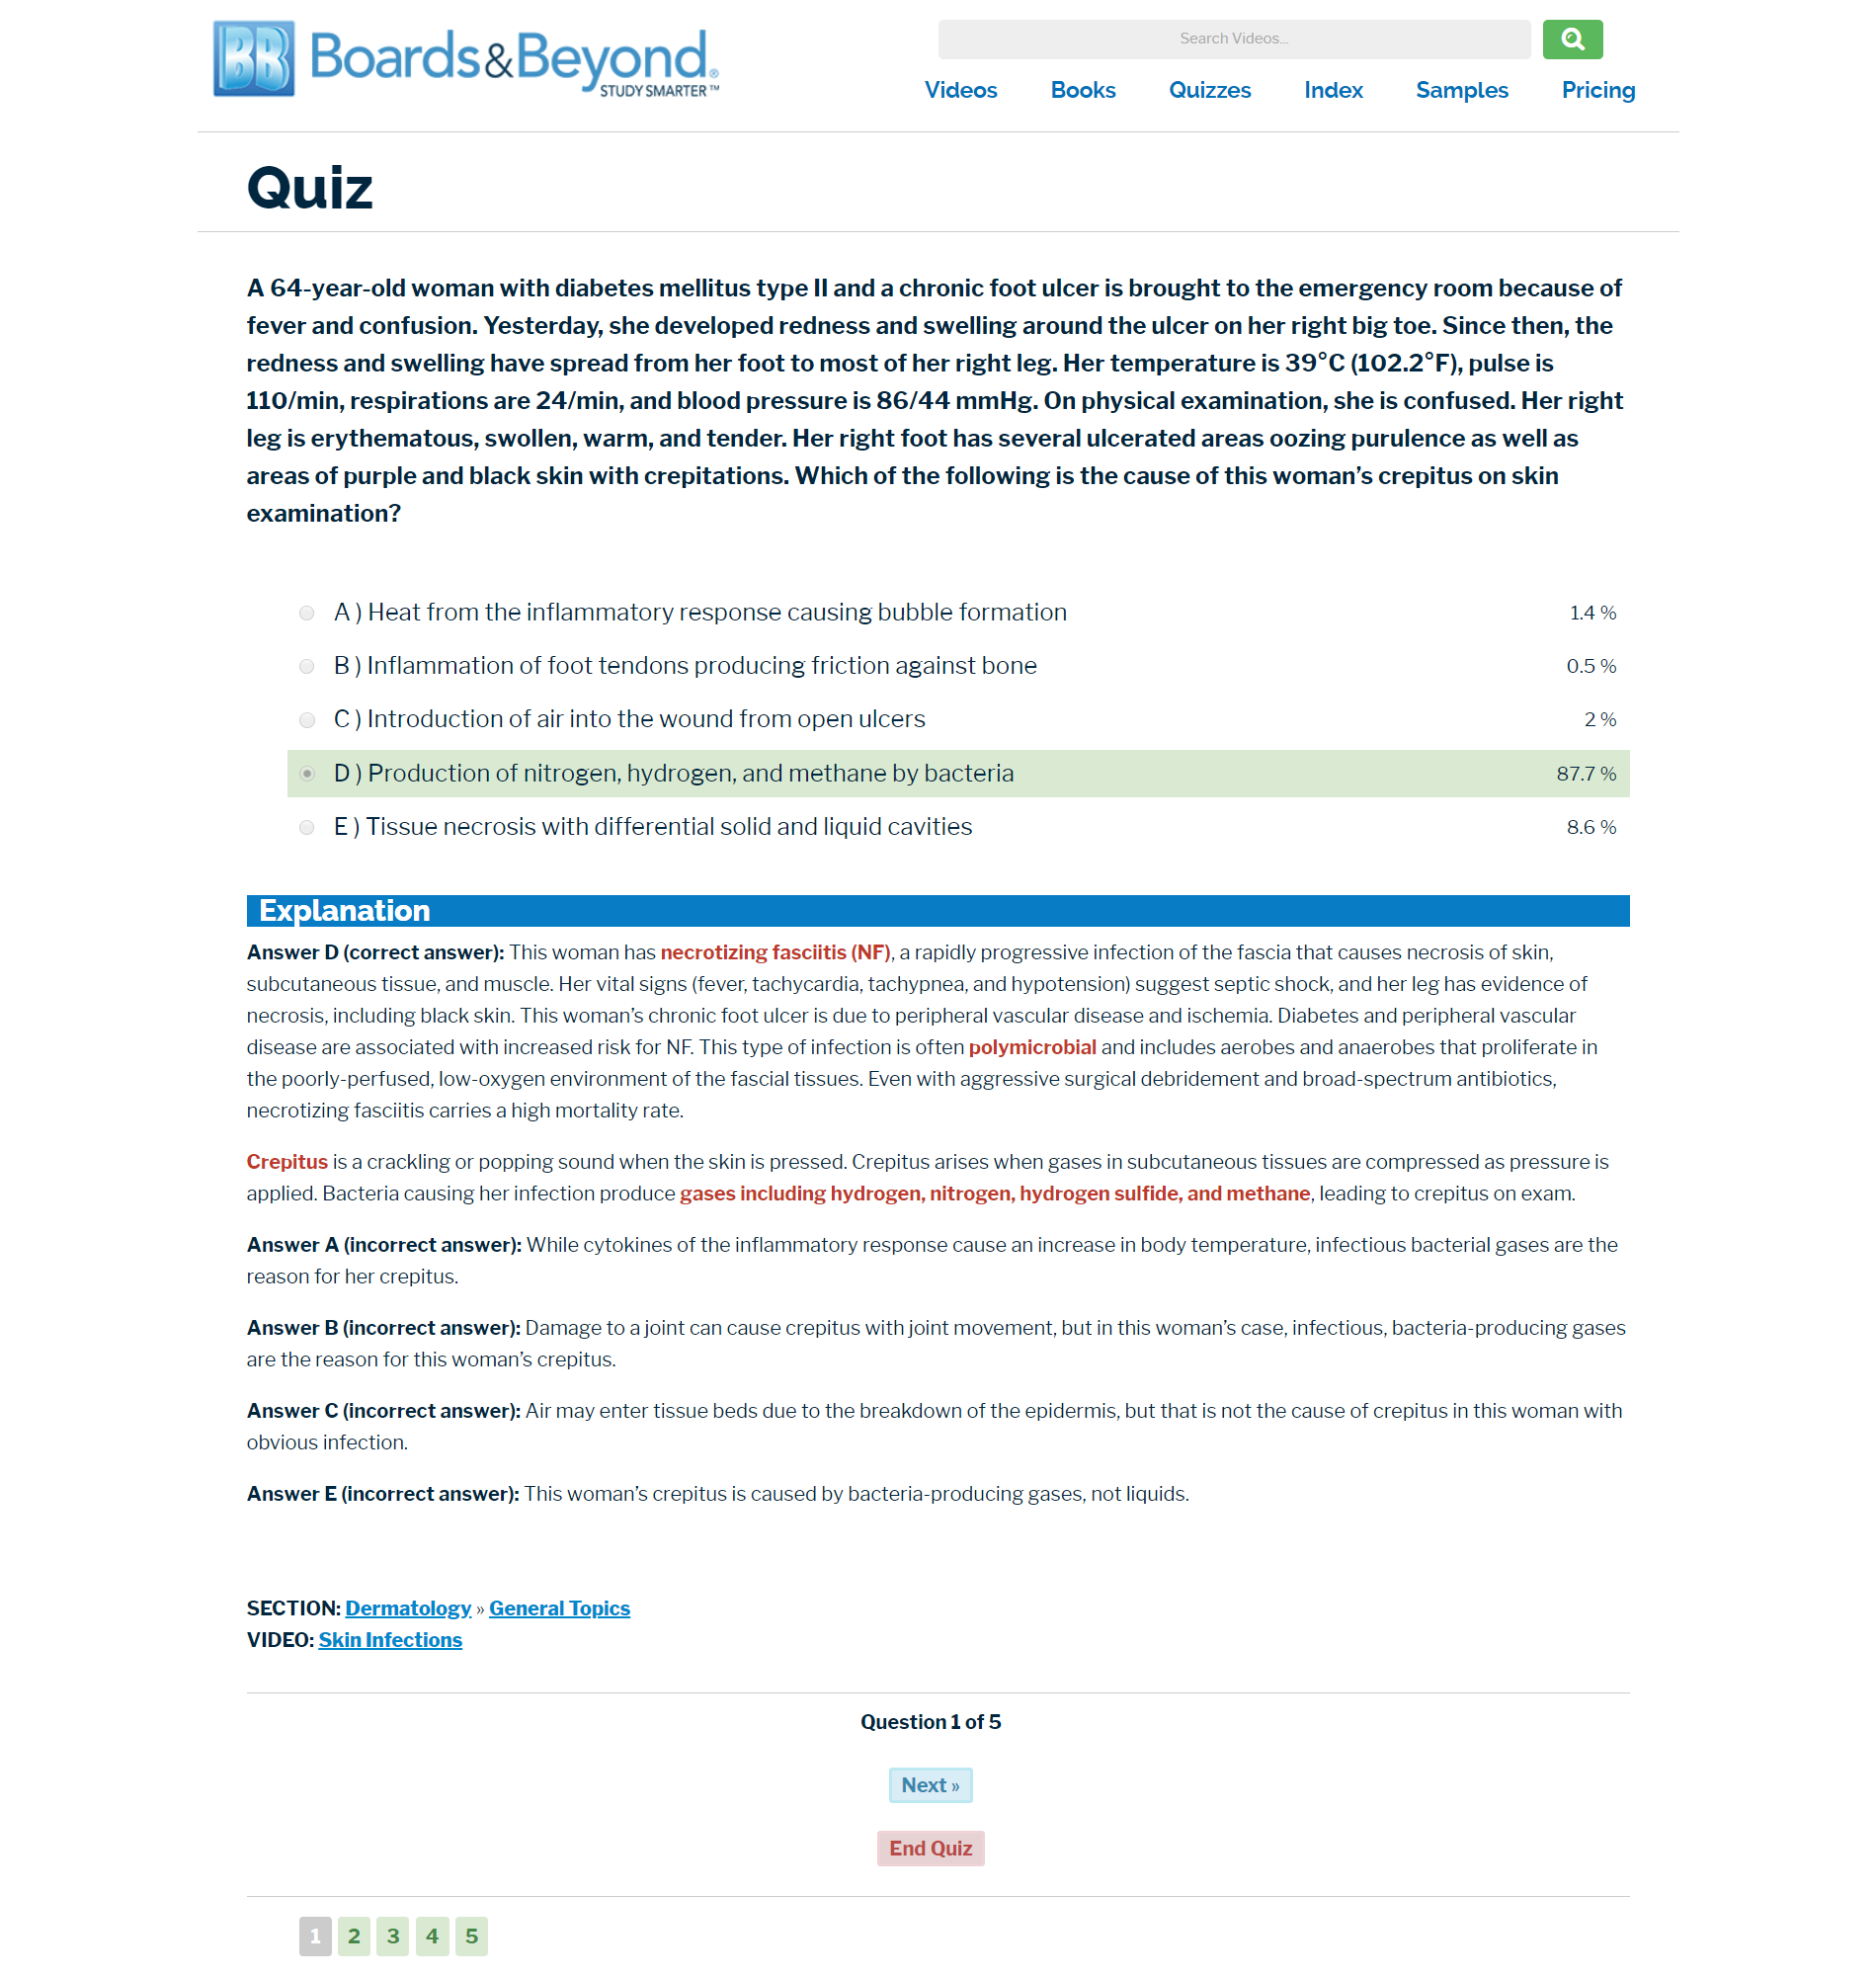 BB Boards&Beyond®
STUDY SMARTER™
Search Videos...
Videos Books Quizzes Index Samples Pricing
Quiz
A 64-year-old woman with diabetes mellitus type II and a chronic foot ulcer is brought to the emergency room because of
fever and confusion. Yesterday, she developed redness and swelling around the ulcer on her right big toe. Since then, the
redness and swelling have spread from her foot to most of her right leg. Her temperature is 39°C (102.2°F), pulse is
110/min, respirations are 24/min, and blood pressure is 86/44 mmHg. On physical examination, she is confused. Her right
leg is erythematous, swollen, warm, and tender. Her right foot has several ulcerated areas oozing purulence as well as
areas of purple and black skin with crepitations. Which of the following is the cause of this woman’s crepitus on skin
examination?
A ) Heat from the inflammatory response causing bubble formation 1.4 %
B ) Inflammation of foot tendons producing friction against bone 0.5 %
C ) Introduction of air into the wound from open ulcers 2 %
D ) Production of nitrogen, hydrogen, and methane by bacteria 87.7 %
E ) Tissue necrosis with differential solid and liquid cavities 8.6 %
Explanation
Answer D (correct answer): This woman has necrotizing fasciitis (NF), a rapidly progressive infection of the fascia that causes necrosis of skin,
subcutaneous tissue, and muscle. Her vital signs (fever, tachycardia, tachypnea, and hypotension) suggest septic shock, and her leg has evidence of
necrosis, including black skin. This woman’s chronic foot ulcer is due to peripheral vascular disease and ischemia. Diabetes and peripheral vascular
disease are associated with increased risk for NF. This type of infection is often polymicrobial and includes aerobes and anaerobes that proliferate in
the poorly-perfused, low-oxygen environment of the fascial tissues. Even with aggressive surgical debridement and broad-spectrum antibiotics,
necrotizing fasciitis carries a high mortality rate.
Crepitus is a crackling or popping sound when the skin is pressed. Crepitus arises when gases in subcutaneous tissues are compressed as pressure is
applied. Bacteria causing her infection produce gases including hydrogen, nitrogen, hydrogen sulfide, and methane, leading to crepitus on exam.
Answer A (incorrect answer): While cytokines of the inflammatory response cause an increase in body temperature, infectious bacterial gases are the
reason for her crepitus.
Answer B (incorrect answer): Damage to a joint can cause crepitus with joint movement, but in this woman’s case, infectious, bacteria-producing gases
are the reason for this woman’s crepitus.
Answer C (incorrect answer): Air may enter tissue beds due to the breakdown of the epidermis, but that is not the cause of crepitus in this woman with
obvious infection.
Answer E (incorrect answer): This woman’s crepitus is caused by bacteria-producing gases, not liquids.
SECTION: Dermatology » General Topics
VIDEO: Skin Infections
Question 1 of 5
Next »
End Quiz
1 2 3 4 5